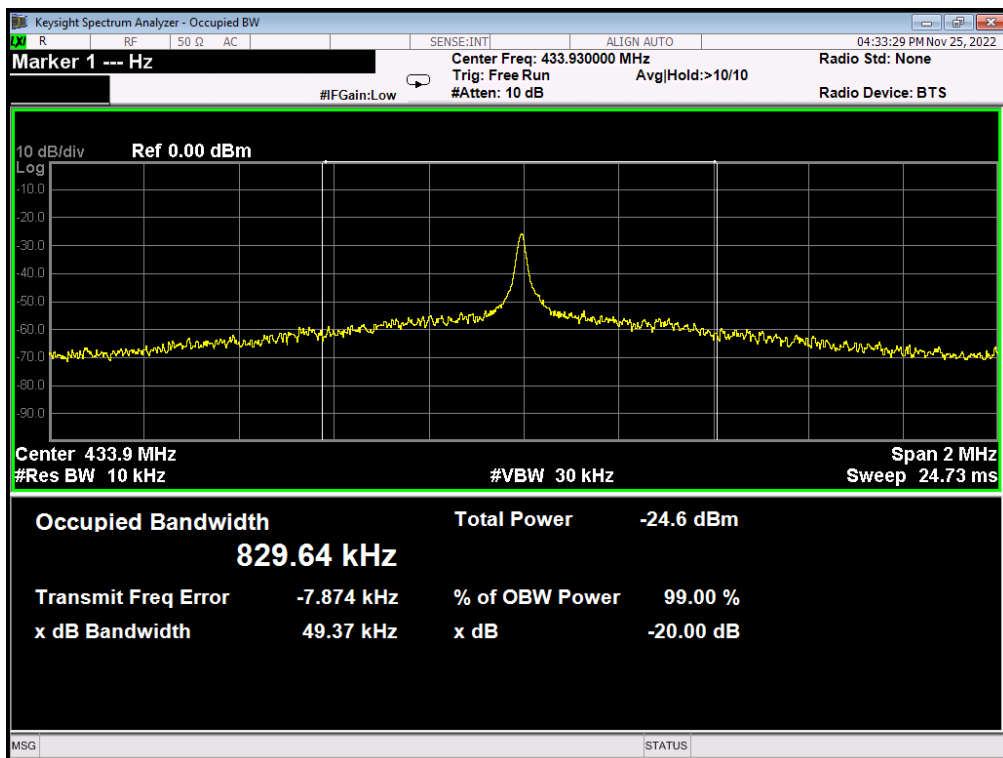 Keysight Spectrum Analyzer - Occupied BW
LXI R RF 50 Ω AC SENSE:INT ALIGN AUTO 04:33:29 PM Nov 25, 2022
Marker 1 --- Hz
Center Freq: 433.930000 MHz Radio Std: None
Trig: Free Run Avg|Hold:>10/10
#IFGain:Low #Atten: 10 dB Radio Device: BTS
10 dB/div Ref 0.00 dBm
Log
-10.0
-20.0
-30.0
-40.0
-50.0
-60.0
-70.0
-80.0
-90.0
Center 433.9 MHz Span 2 MHz
#Res BW 10 kHz #VBW 30 kHz Sweep 24.73 ms
Occupied Bandwidth Total Power -24.6 dBm
829.64 kHz
Transmit Freq Error -7.874 kHz % of OBW Power 99.00 %
x dB Bandwidth 49.37 kHz x dB -20.00 dB
MSG STATUS